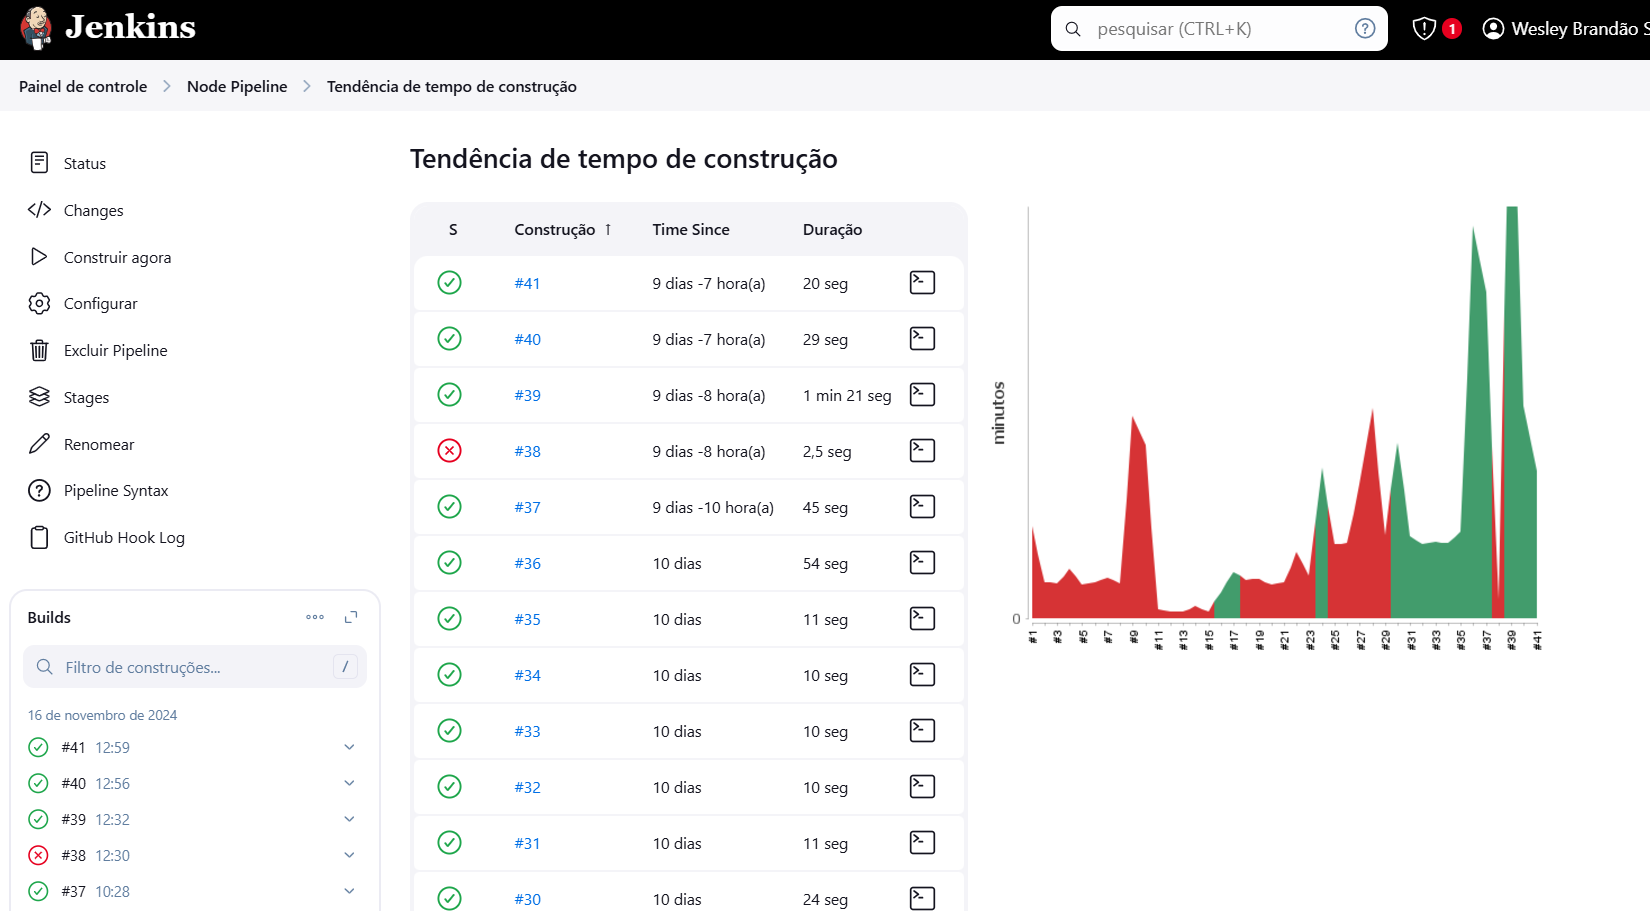 Jenkins
pesquisar (CTRL+K)
?
1
Wesley Brandão S
Painel de controle
Node Pipeline
Tendência de tempo de construção
Status
Changes
Construir agora
Configurar
Excluir Pipeline
Stages
Renomear
Pipeline Syntax
GitHub Hook Log
Builds
Filtro de construções...
/
16 de novembro de 2024
#41 12:59
#40 12:56
#39 12:32
#38 12:30
#37 10:28
Tendência de tempo de construção
S Construção ↑ Time Since Duração
#41 9 dias -7 hora(a) 20 seg
#40 9 dias -7 hora(a) 29 seg
#39 9 dias -8 hora(a) 1 min 21 seg
#38 9 dias -8 hora(a) 2,5 seg
#37 9 dias -10 hora(a) 45 seg
#36 10 dias 54 seg
#35 10 dias 11 seg
#34 10 dias 10 seg
#33 10 dias 10 seg
#32 10 dias 10 seg
#31 10 dias 11 seg
#30 10 dias 24 seg
minutos
0
#1 #3 #5 #7 #9 #11 #13 #15 #17 #19 #21 #23 #25 #27 #29 #31 #33 #35 #37 #39 #41